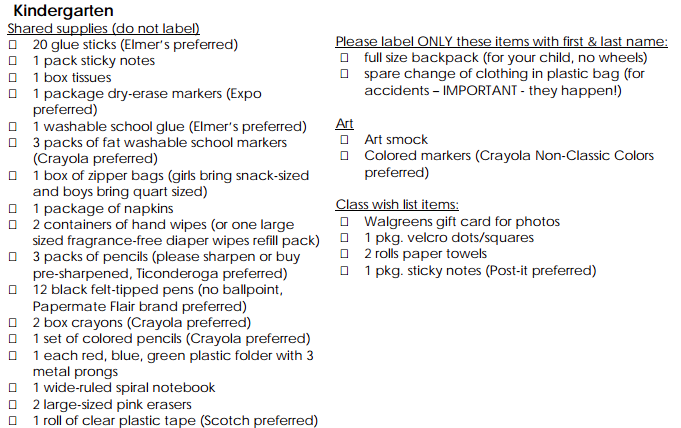 Kindergarten
Shared supplies (do not label)
20 glue sticks (Elmer's preferred)
1 pack sticky notes
1 box tissues
1 package dry-erase markers (Expo
preferred)
1 washable school glue (Elmer's preferred)
3 packs of fat washable school markers
(Crayola preferred)
1 box of zipper bags (girls bring snack-sized
and boys bring quart sized)
1 package of napkins
2 containers of hand wipes (or one large
sized fragrance-free diaper wipes refill pack)
3 packs of pencils (please sharpen or buy
pre-sharpened, Ticonderoga preferred)
12 black felt-tipped pens (no ballpoint,
Papermate Flair brand preferred)
2 box crayons (Crayola preferred)
1 set of colored pencils (Crayola preferred)
1 each red, blue, green plastic folder with 3
metal prongs
1 wide-ruled spiral notebook
2 large-sized pink erasers
1 roll of clear plastic tape (Scotch preferred)
Please label ONLY these items with first & last name:
full size backpack (for your child, no wheels)
spare change of clothing in plastic bag (for
accidents – IMPORTANT - they happen!)
Art
Art smock
Colored markers (Crayola Non-Classic Colors
preferred)
Class wish list items:
Walgreens gift card for photos
1 pkg. velcro dots/squares
2 rolls paper towels
1 pkg. sticky notes (Post-it preferred)